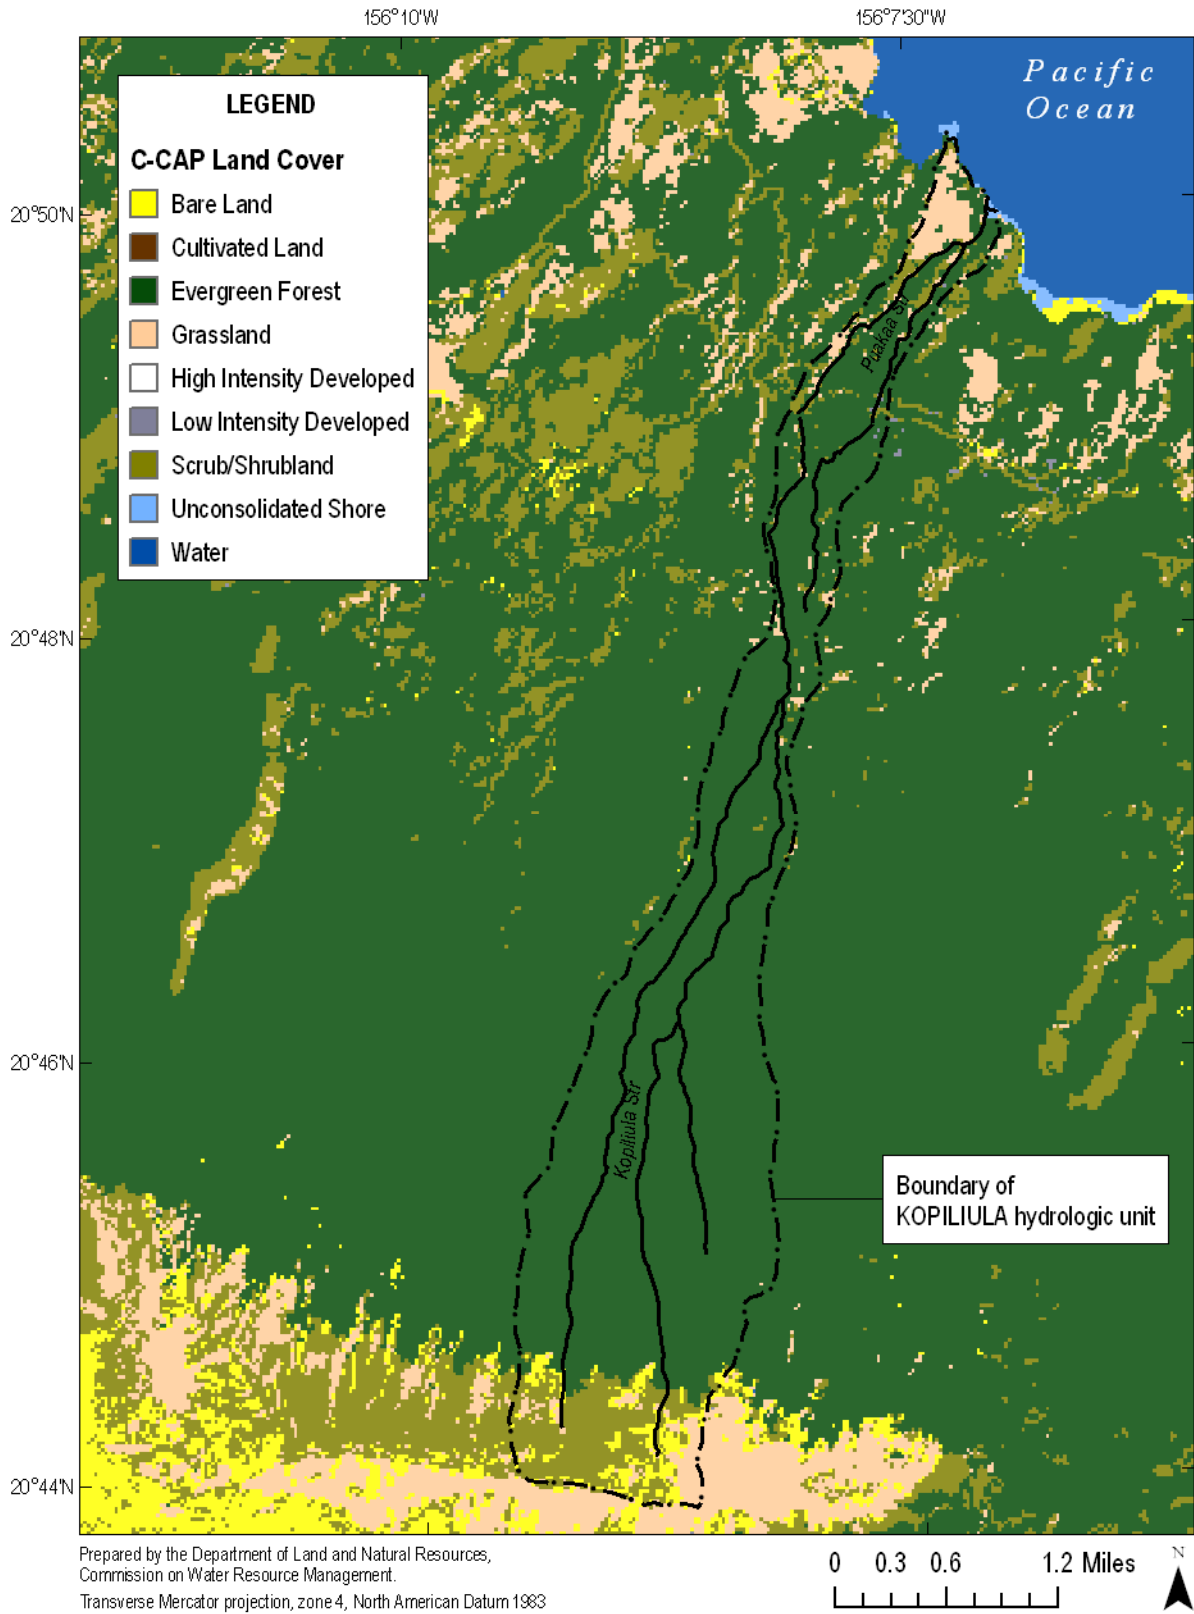 156°10'W
156°7'30"W
Pacific
Ocean
LEGEND
C-CAP Land Cover
Bare Land
Cultivated Land
Evergreen Forest
Grassland
High Intensity Developed
Low Intensity Developed
Scrub/Shrubland
Unconsolidated Shore
Water
20°50'N
Puakaa Str
20°48'N
20°46'N
Kopiliula Str
Boundary of
KOPILIULA hydrologic unit
20°44'N
Prepared by the Department of Land and Natural Resources,
Commission on Water Resource Management.
Transverse Mercator projection, zone 4, North American Datum 1983
0 0.3 0.6 1.2 Miles
N